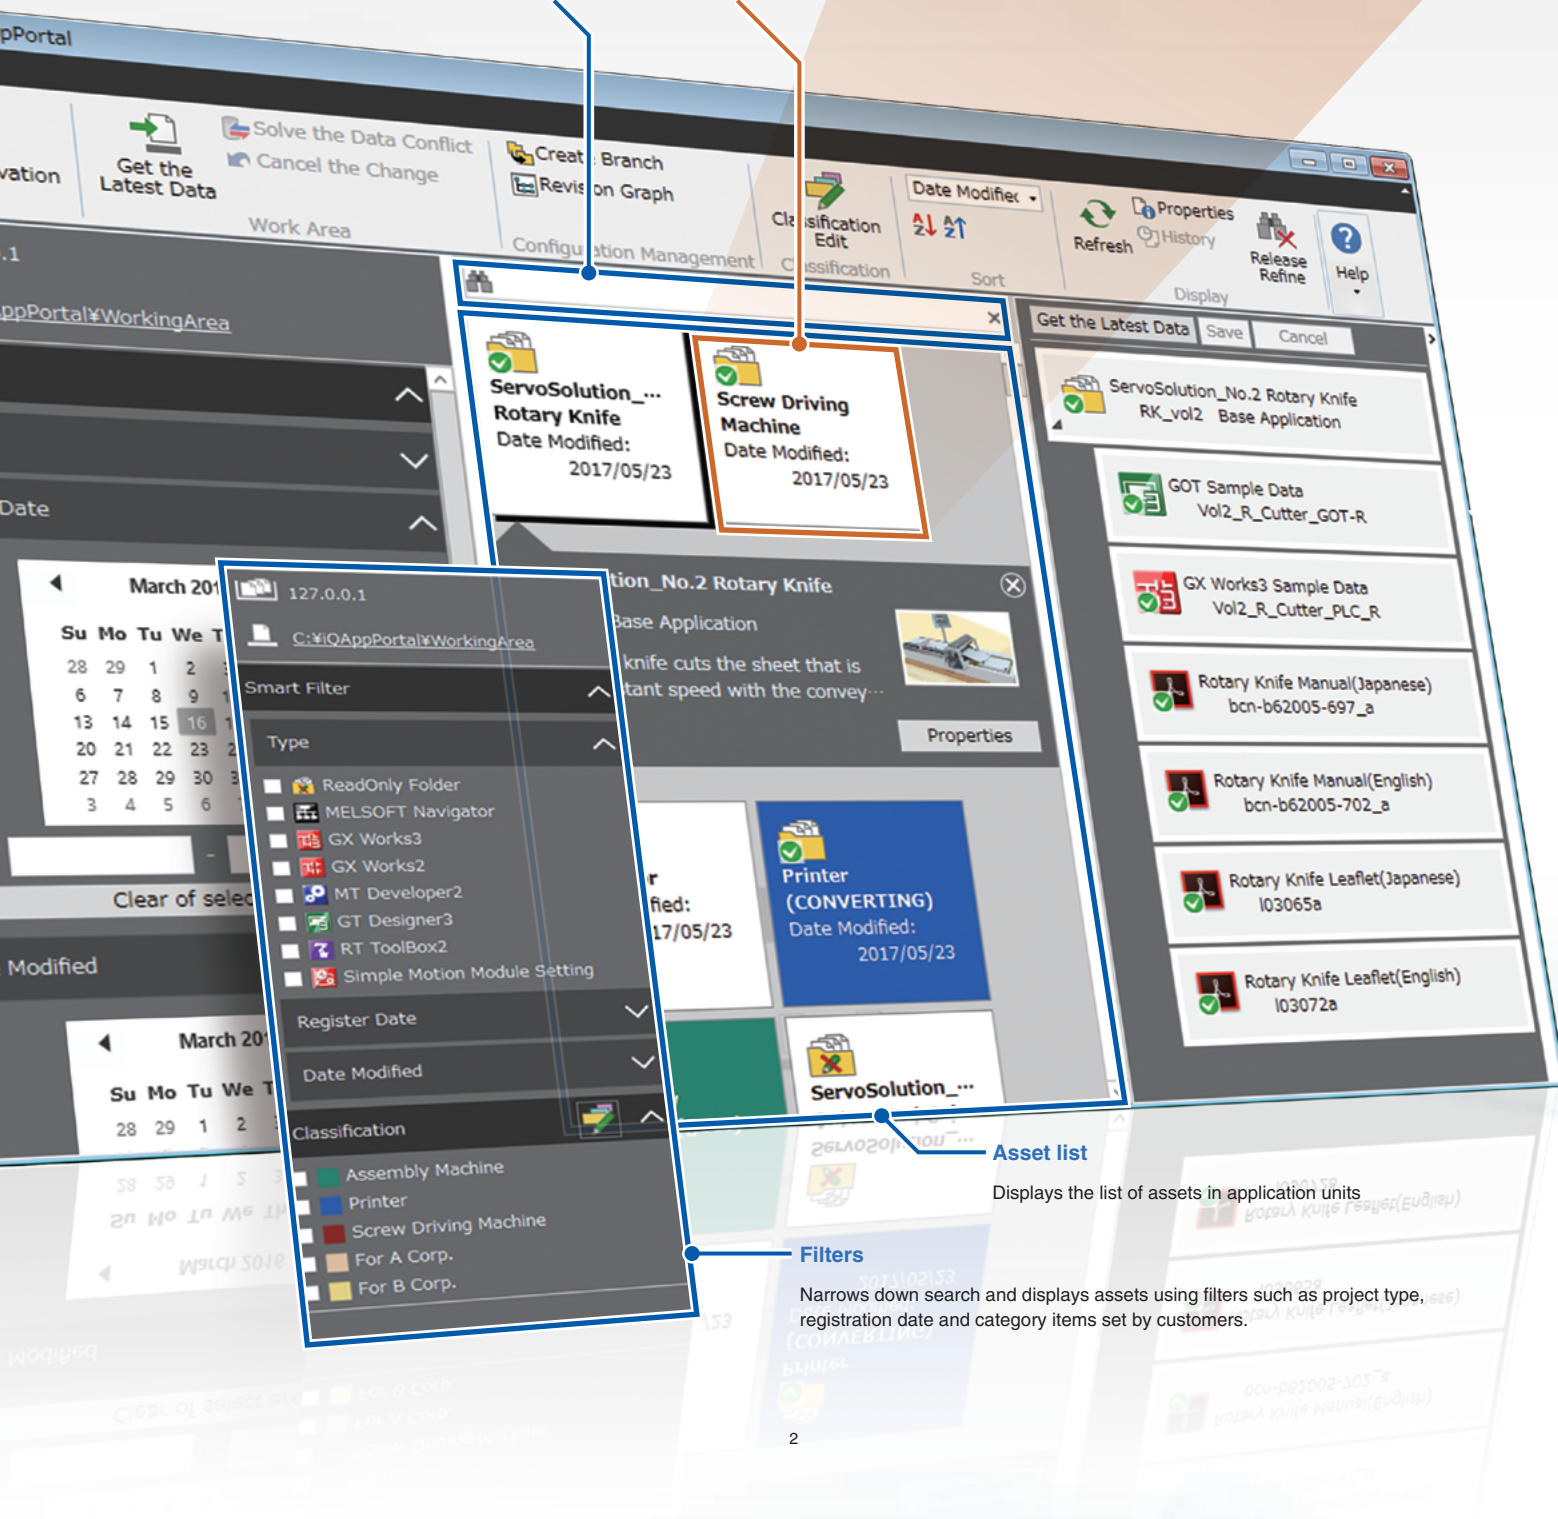 pPortal
vation
Get the
Latest Data
Solve the Data Conflict
Cancel the Change
Work Area
Create Branch
Revision Graph
Configuration Management
Classification
Edit
Classification
Date Modifiec
Sort
Refresh
Properties
History
Display
Release
Refine
Help
.1
ppPortal¥WorkingArea
Date
March 201
Su Mo Tu We T
28 29 1 2
6 7 8 9
13 14 15 16
20 21 22 23 2
27 28 29 30 3
3 4 5 6
-
Clear of selec
Modified
March 20
Su Mo Tu We T
28 29 1 2
127.0.0.1
C:¥iQAppPortal¥WorkingArea
Smart Filter
Type
ReadOnly Folder
MELSOFT Navigator
GX Works3
GX Works2
MT Developer2
GT Designer3
RT ToolBox2
Simple Motion Module Setting
Register Date
Date Modified
Classification
Assembly Machine
Printer
Screw Driving Machine
For A Corp.
For B Corp.
ServoSolution_...
Rotary Knife
Date Modified:
2017/05/23
Screw Driving
Machine
Date Modified:
2017/05/23
tion_No.2 Rotary Knife
Base Application
knife cuts the sheet that is
tant speed with the convey...
Properties
r
fied:
17/05/23
Printer
(CONVERTING)
Date Modified:
2017/05/23
ServoSolution_...
Get the Latest Data Save Cancel
ServoSolution_No.2 Rotary Knife
RK_vol2 Base Application
GOT Sample Data
Vol2_R_Cutter_GOT-R
GX Works3 Sample Data
Vol2_R_Cutter_PLC_R
Rotary Knife Manual(Japanese)
bcn-b62005-697_a
Rotary Knife Manual(English)
bcn-b62005-702_a
Rotary Knife Leaflet(Japanese)
l03065a
Rotary Knife Leaflet(English)
l03072a
Asset list
Displays the list of assets in application units
Filters
Narrows down search and displays assets using filters such as project type,
registration date and category items set by customers.
2